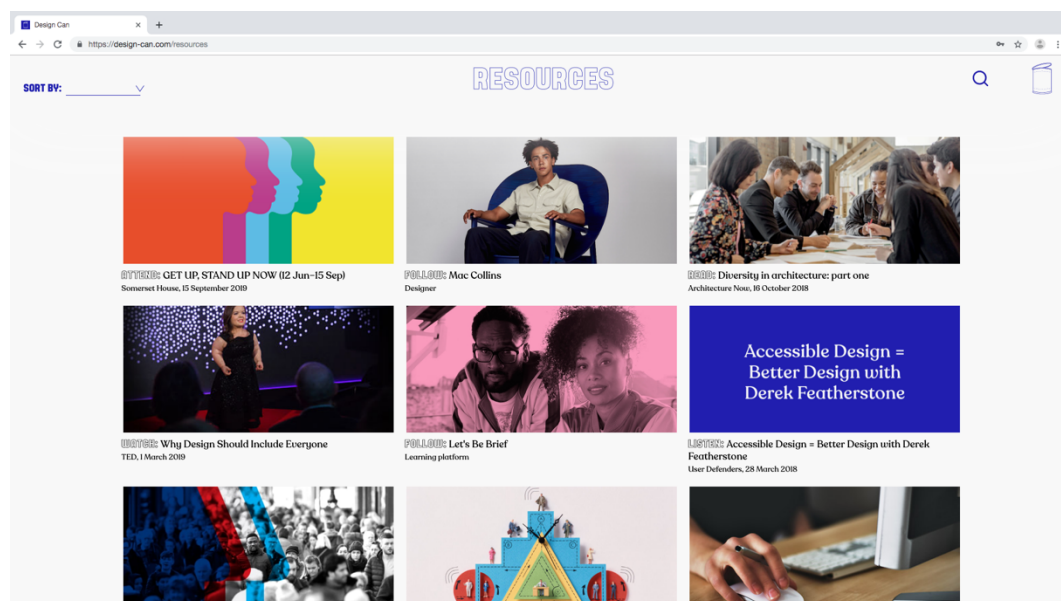 Design Can
https://design-can.com/resources
SORT BY:
RESOURCES
ATTEND: GET UP, STAND UP NOW (12 Jun-15 Sep)
Somerset House, 15 September 2019
FOLLOW: Mac Collins
Designer
READ: Diversity in architecture: part one
Architecture Now, 16 October 2018
Accessible Design =
Better Design with
Derek Featherstone
WATCH: Why Design Should Include Everyone
TED, 1 March 2019
FOLLOW: Let's Be Brief
Learning platform
LISTEN: Accessible Design = Better Design with Derek
Featherstone
User Defenders, 28 March 2018